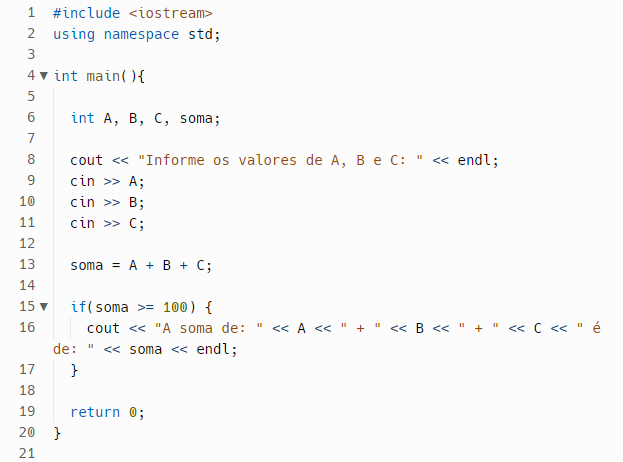 1 #include <iostream>
2 using namespace std;
3
4 ▼ int main(){
5
6 int A, B, C, soma;
7
8 cout << "Informe os valores de A, B e C: " << endl;
9 cin >> A;
10 cin >> B;
11 cin >> C;
12
13 soma = A + B + C;
14
15 ▼ if(soma >= 100) {
16 cout << "A soma de: " << A << " + " << B << " + " << C << " é
de: " << soma << endl;
17 }
18
19 return 0;
20 }
21